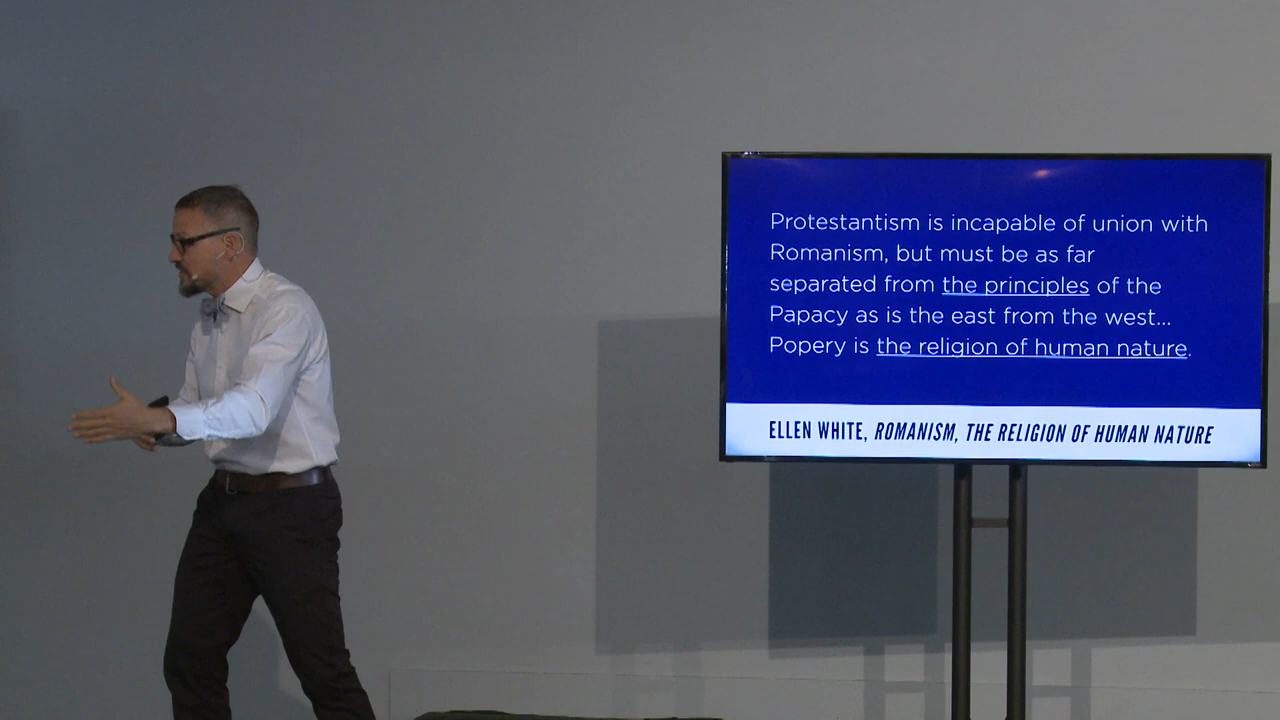 Protestantism is incapable of union with
Romanism, but must be as far
separated from the principles of the
Papacy as is the east from the west...
Popery is the religion of human nature.
ELLEN WHITE, ROMANISM, THE RELIGION OF HUMAN NATURE